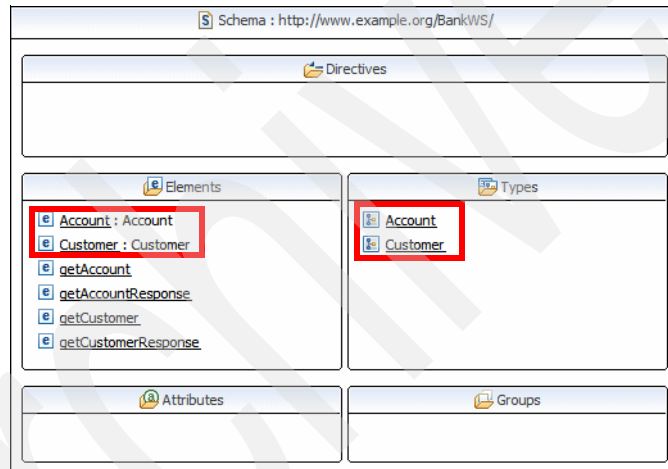 Schema : http://www.example.org/BankWS/
Directives
Elements
Types
Account : Account
Customer : Customer
getAccount
getAccountResponse
getCustomer
getCustomerResponse
Account
Customer
Attributes
Groups